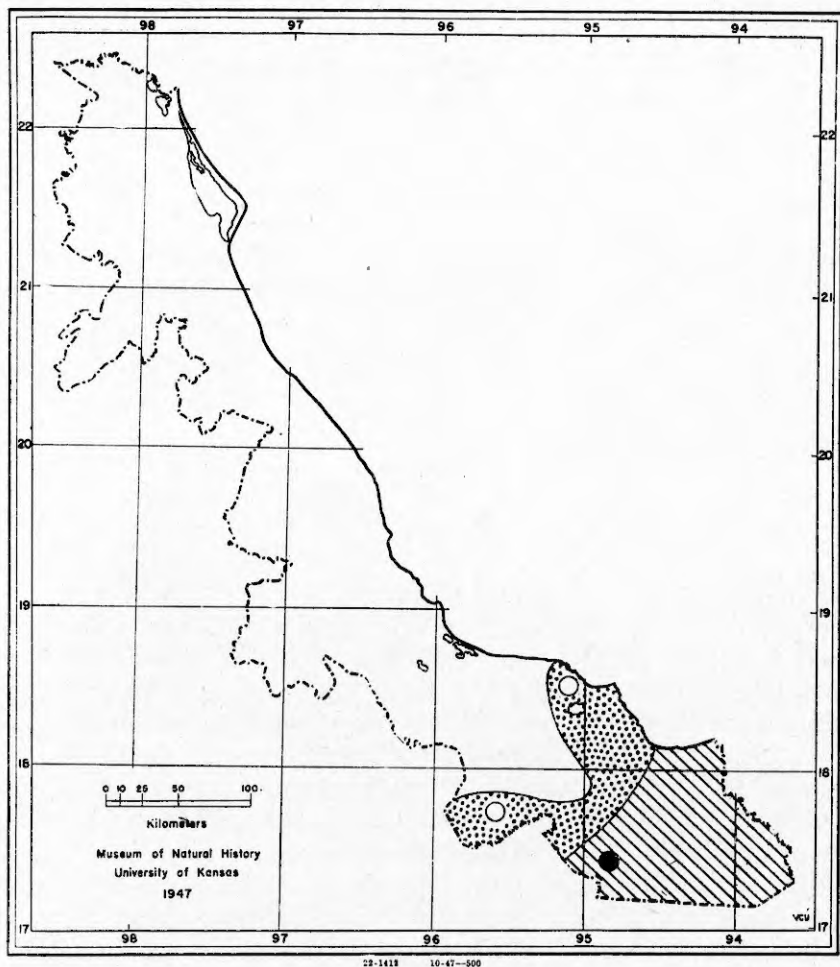 98 97 96 95 94
22 22
21 21
20 20
19 19
18 18
0 10 25 50 100
Kilometers
Museum of Natural History
University of Kansas
1947
17 17
98 97 96 95 94
22-1412 10-47--500